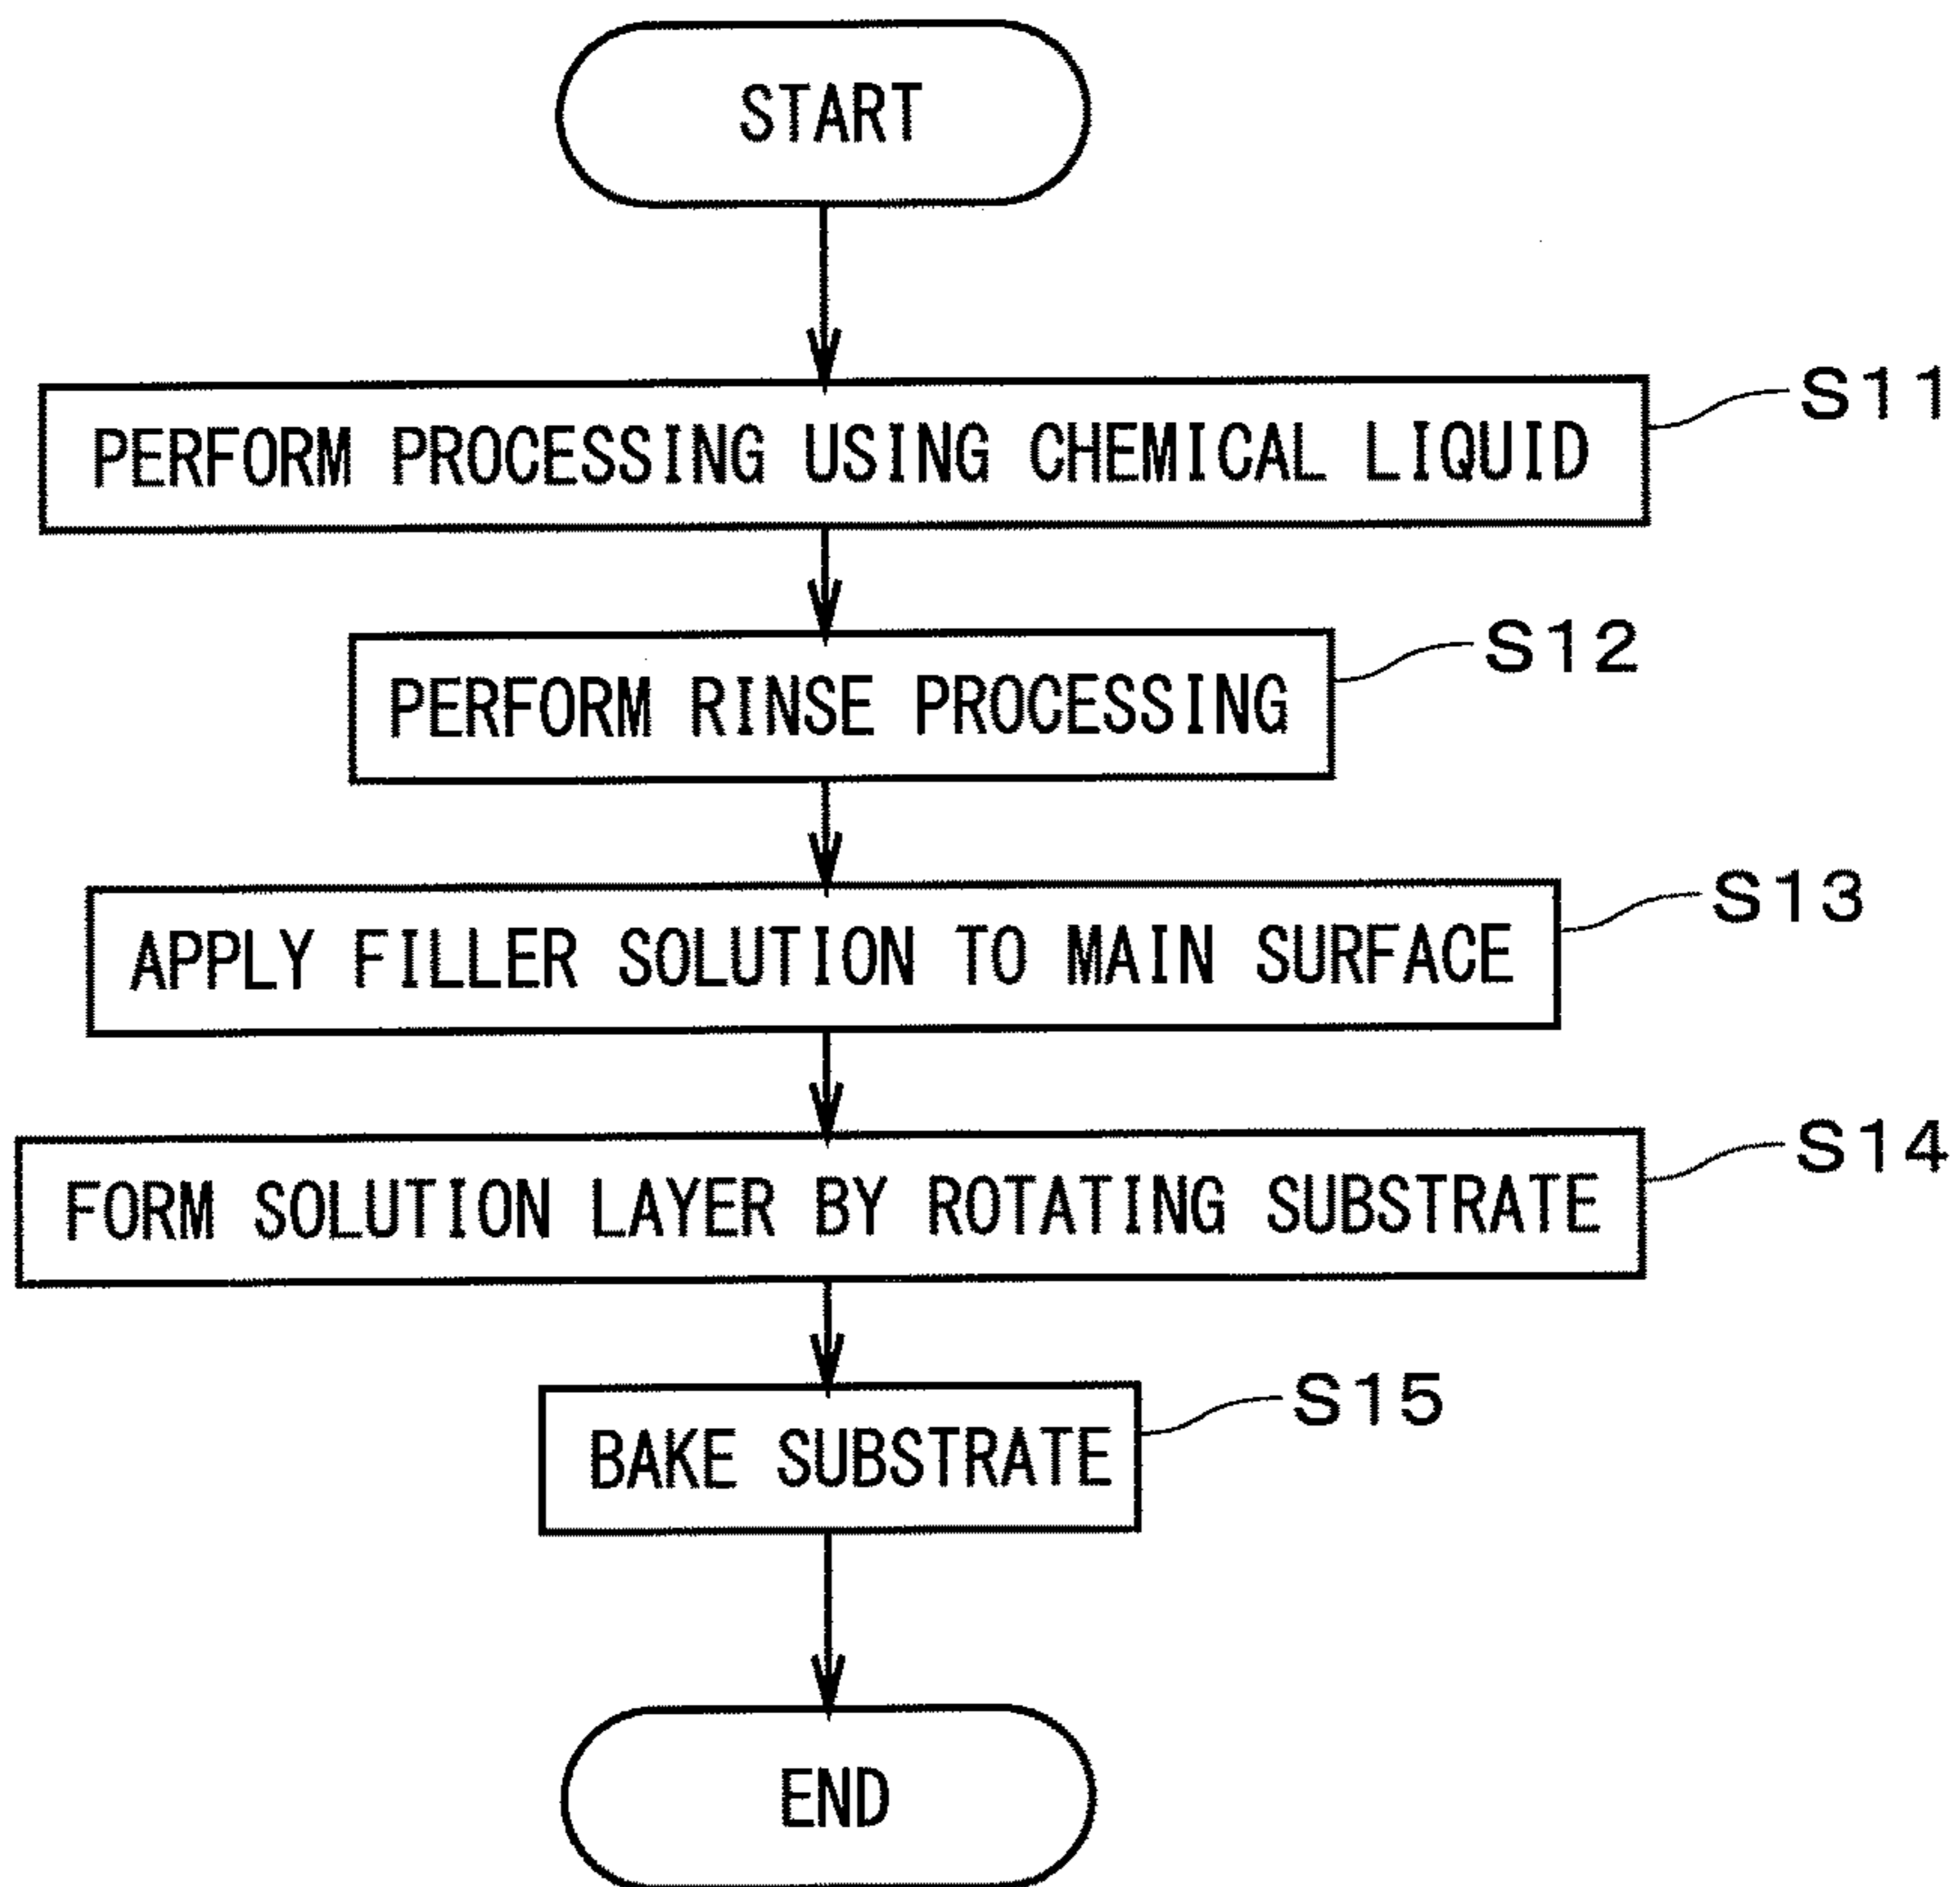 START
PERFORM PROCESSING USING CHEMICAL LIQUID
S11
PERFORM RINSE PROCESSING
S12
APPLY FILLER SOLUTION TO MAIN SURFACE
S13
FORM SOLUTION LAYER BY ROTATING SUBSTRATE
S14
BAKE SUBSTRATE
S15
END